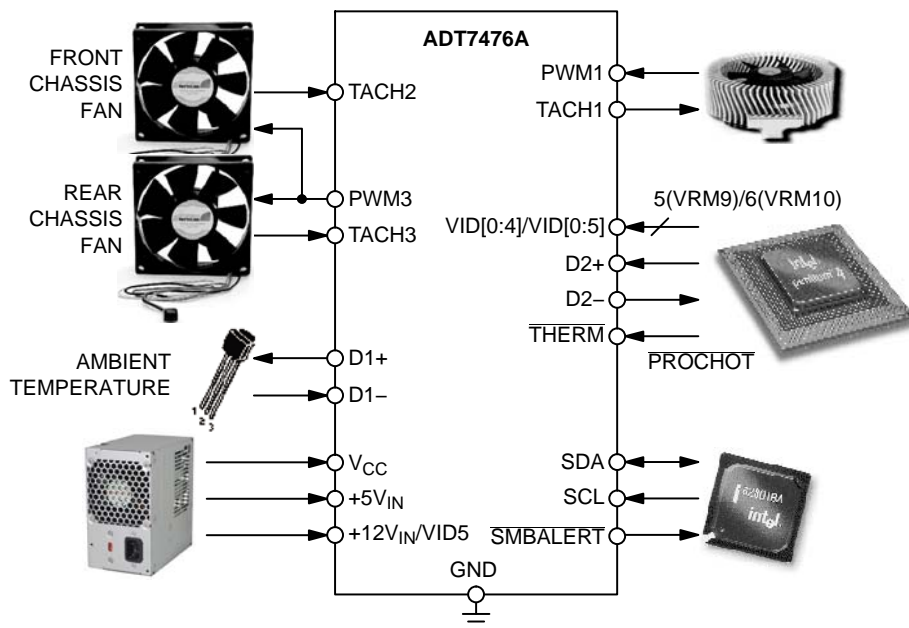 ADT7476A
FRONT
CHASSIS
FAN
TACH2
REAR
CHASSIS
FAN
PWM3
TACH3
AMBIENT
TEMPERATURE
1
2
3
D1+
D1–
VCC
+5VIN
+12VIN/VID5
GND
PWM1
TACH1
5(VRM9)/6(VRM10)
VID[0:4]/VID[0:5]
D2+
D2–
THERM
PROCHOT
intel
pentium 4
SDA
SCL
SMBALERT
intel